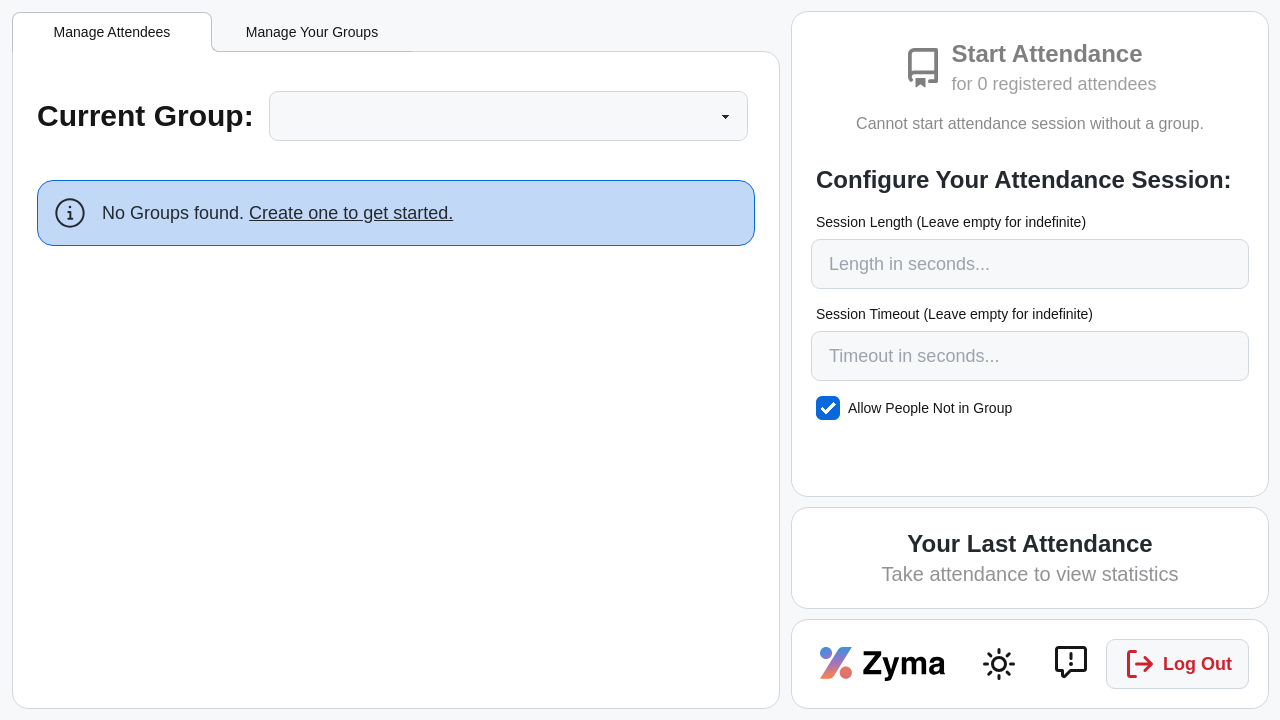 Manage Attendees
Manage Your Groups
Current Group:
No Groups found. Create one to get started.
Start Attendance
for 0 registered attendees
Cannot start attendance session without a group.
Configure Your Attendance Session:
Session Length (Leave empty for indefinite)
Length in seconds...
Session Timeout (Leave empty for indefinite)
Timeout in seconds...
Allow People Not in Group
Your Last Attendance
Take attendance to view statistics
Zyma
Log Out